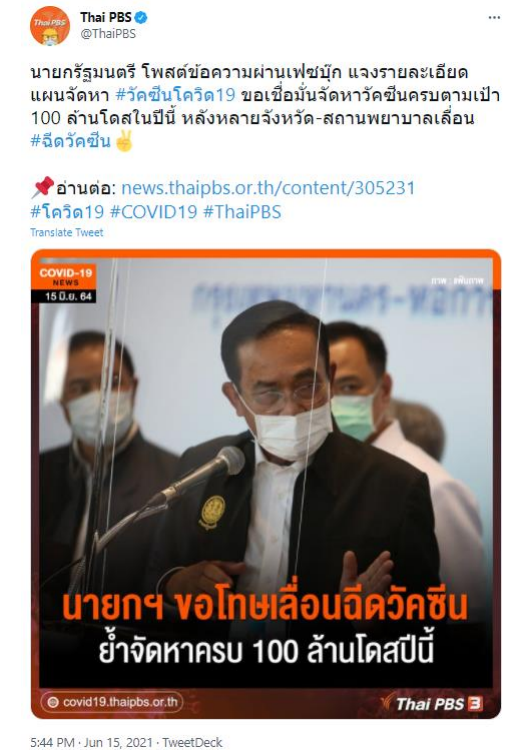 Thai PBS
@ThaiPBS
นายกรัฐมนตรี โพสต์ข้อความผ่านเฟซบุ๊ก แจงรายละเอียด
แผนจัดหา #วัคซีนโควิด19 ขอเชื่อมั่นจัดหาวัคซีนครบตามเป้า
100 ล้านโดสในปีนี้ หลังหลายจังหวัด-สถานพยาบาลเลื่อน
#ฉีดวัคซีน
อ่านต่อ: news.thaipbs.or.th/content/305231
#โควิด19 #COVID19 #ThaiPBS
Translate Tweet
COVID-19
NEWS
15 มิ.ย. 64
นายกฯ ขอโทษเลื่อนฉีดวัคซีน
ย้ำจัดหาครบ 100 ล้านโดสปีนี้
covid19.thaipbs.or.th
Thai PBS 3
5:44 PM · Jun 15, 2021 · TweetDeck